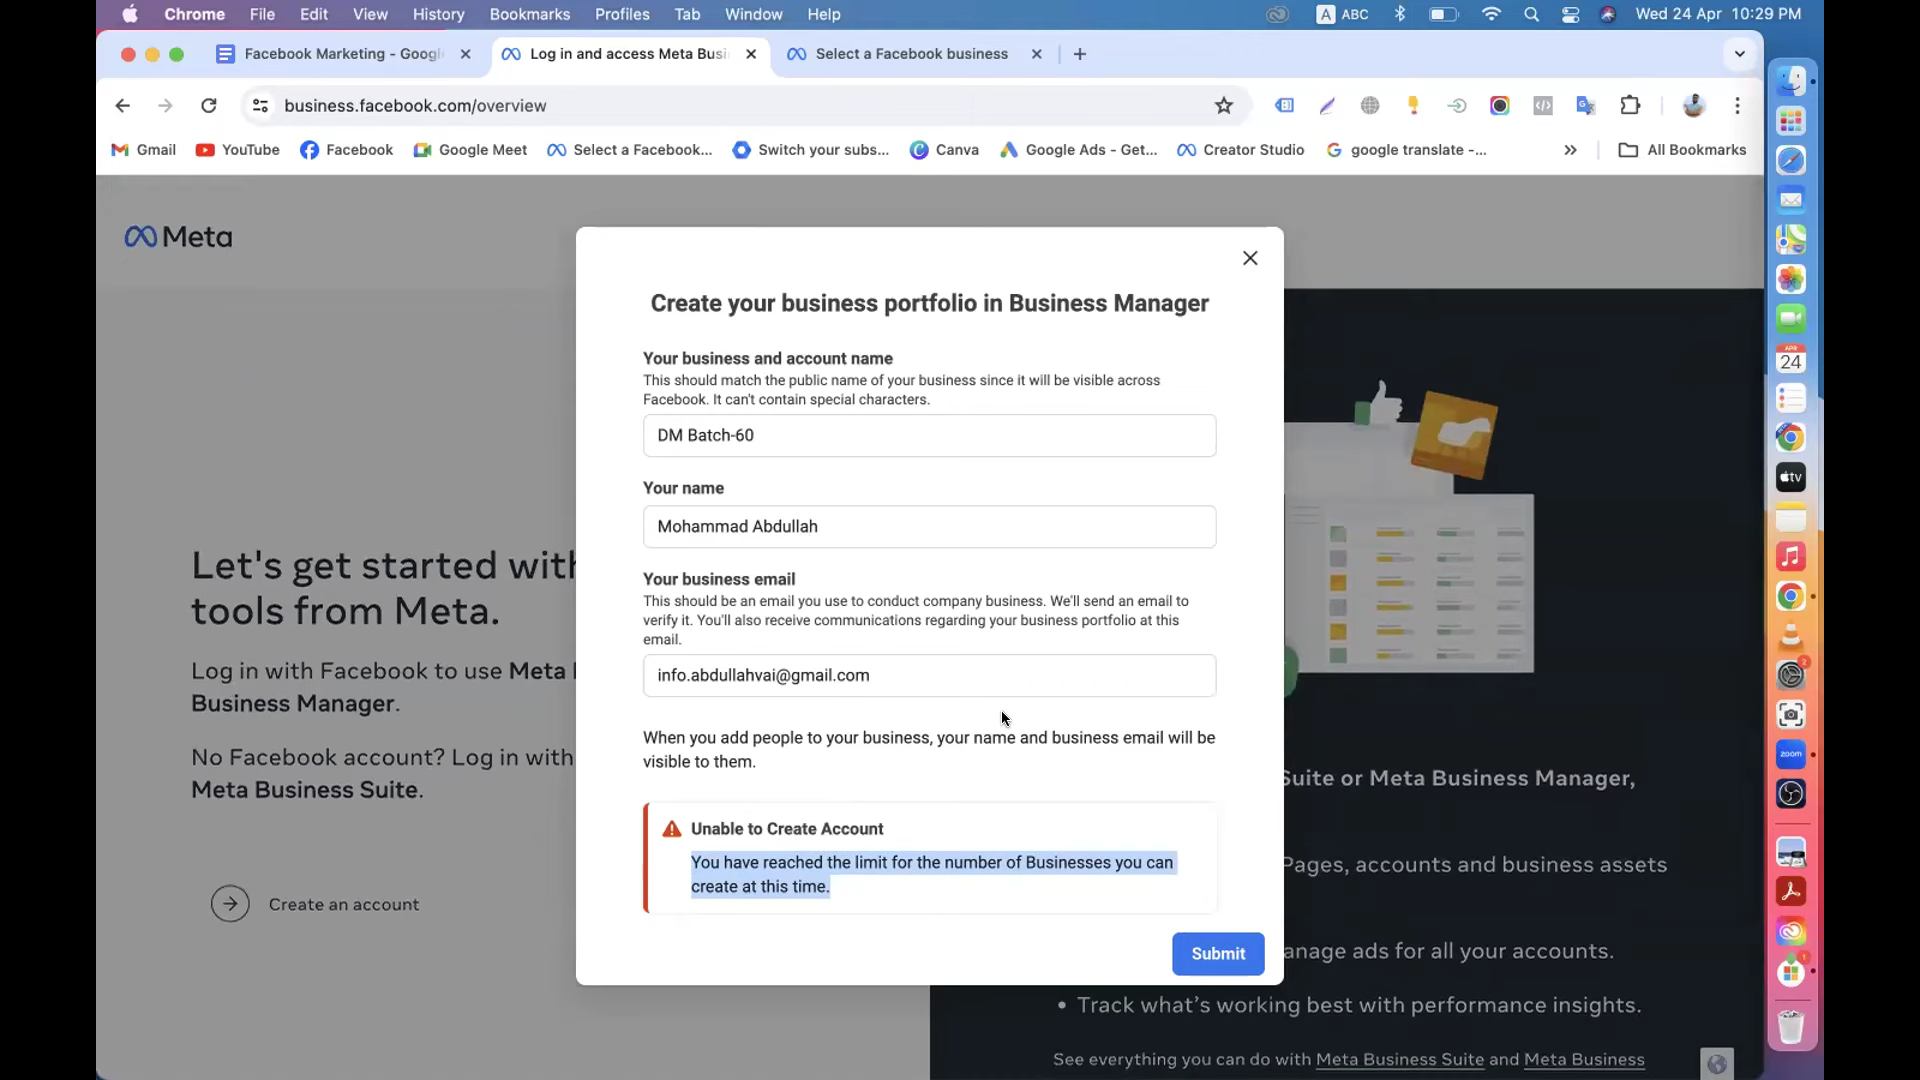 Chrome File Edit View History Bookmarks Profiles Tab Window Help A ABC Wed 24 Apr 10:29 PM
Facebook Marketing - Googl Log in and access Meta Busi Select a Facebook business
business.facebook.com/overview
Gmail YouTube Facebook Google Meet Select a Facebook... Switch your subs... Canva Google Ads - Get... Creator Studio google translate -... All Bookmarks
Meta
Create your business portfolio in Business Manager
Your business and account name
This should match the public name of your business since it will be visible across
Facebook. It can't contain special characters.
DM Batch-60
Your name
Mohammad Abdullah
Your business email
This should be an email you use to conduct company business. We'll send an email to
verify it. You'll also receive communications regarding your business portfolio at this
email.
info.abdullahvai@gmail.com
When you add people to your business, your name and business email will be
visible to them.
Unable to Create Account
You have reached the limit for the number of Businesses you can
create at this time.
Submit
Let's get started with
tools from Meta.
Log in with Facebook to use Meta
Business Manager.
No Facebook account? Log in with
Meta Business Suite.
Create an account
Suite or Meta Business Manager,
Pages, accounts and business assets
anage ads for all your accounts.
• Track what's working best with performance insights.
See everything you can do with Meta Business Suite and Meta Business
APR
24
tv
zoom
2
1